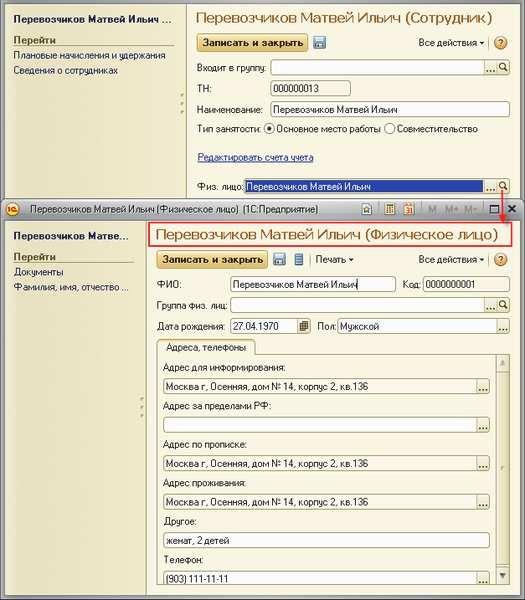 Перевозчиков Матвей Ильич ...
Перейти
Плановые начисления и удержания
Сведения о сотрудниках
Перевозчиков Матвей Ильич (Сотрудник)
Записать и закрыть
Все действия
Входит в группу:
ТН: 000000013
Наименование: Перевозчиков Матвей Ильич
Тип занятости: Основное место работы Совместительство
Редактировать счета учета
Физ. лицо: Перевозчиков Матвей Ильич
Перевозчиков Матвей Ильич (Физическое лицо) (1С:Предприятие)
M M+ M-
Перевозчиков Матве...
Перейти
Документы
Фамилия, имя, отчество ...
Перевозчиков Матвей Ильич (Физическое лицо)
Записать и закрыть
Печать
Все действия
ФИО: Перевозчиков Матвей Ильич Код: 0000000001
Группа физ. лиц:
Дата рождения: 27.04.1970 Пол: Мужской
Адреса, телефоны
Адрес для информирования:
Москва г, Осенняя, дом № 14, корпус 2, кв.136
Адрес за пределами РФ:
Адрес по прописке:
Москва г, Осенняя, дом № 14, корпус 2, кв.136
Адрес проживания:
Москва г, Осенняя, дом № 14, корпус 2, кв.136
Другое:
женат, 2 детей
Телефон:
(903) 111-11-11